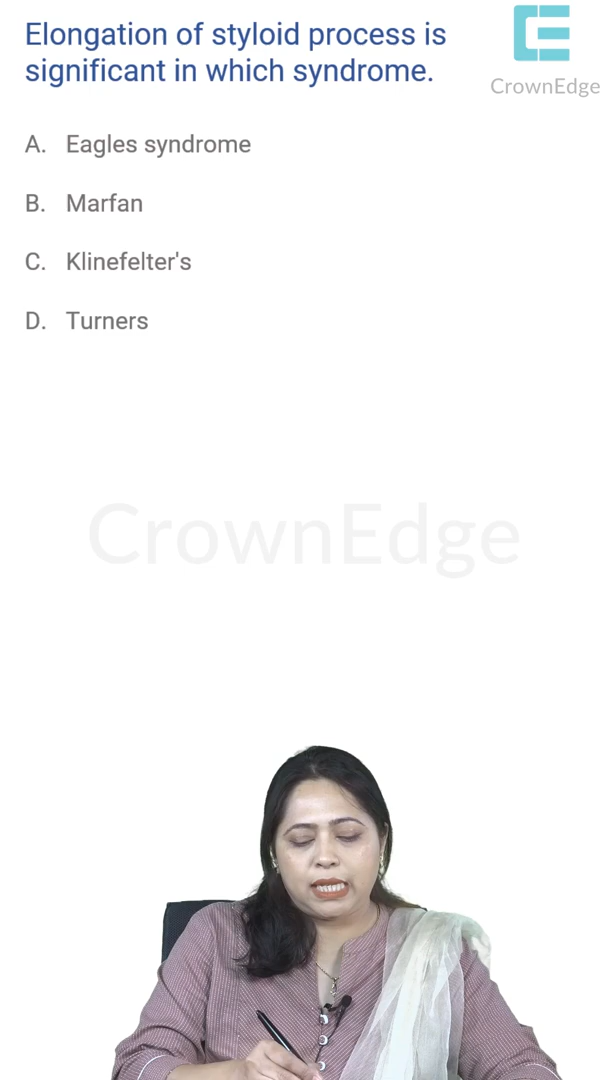 Elongation of styloid process is
significant in which syndrome.
CrownEdge
A. Eagles syndrome
B. Marfan
C. Klinefelter's
D. Turners
CrownEdge